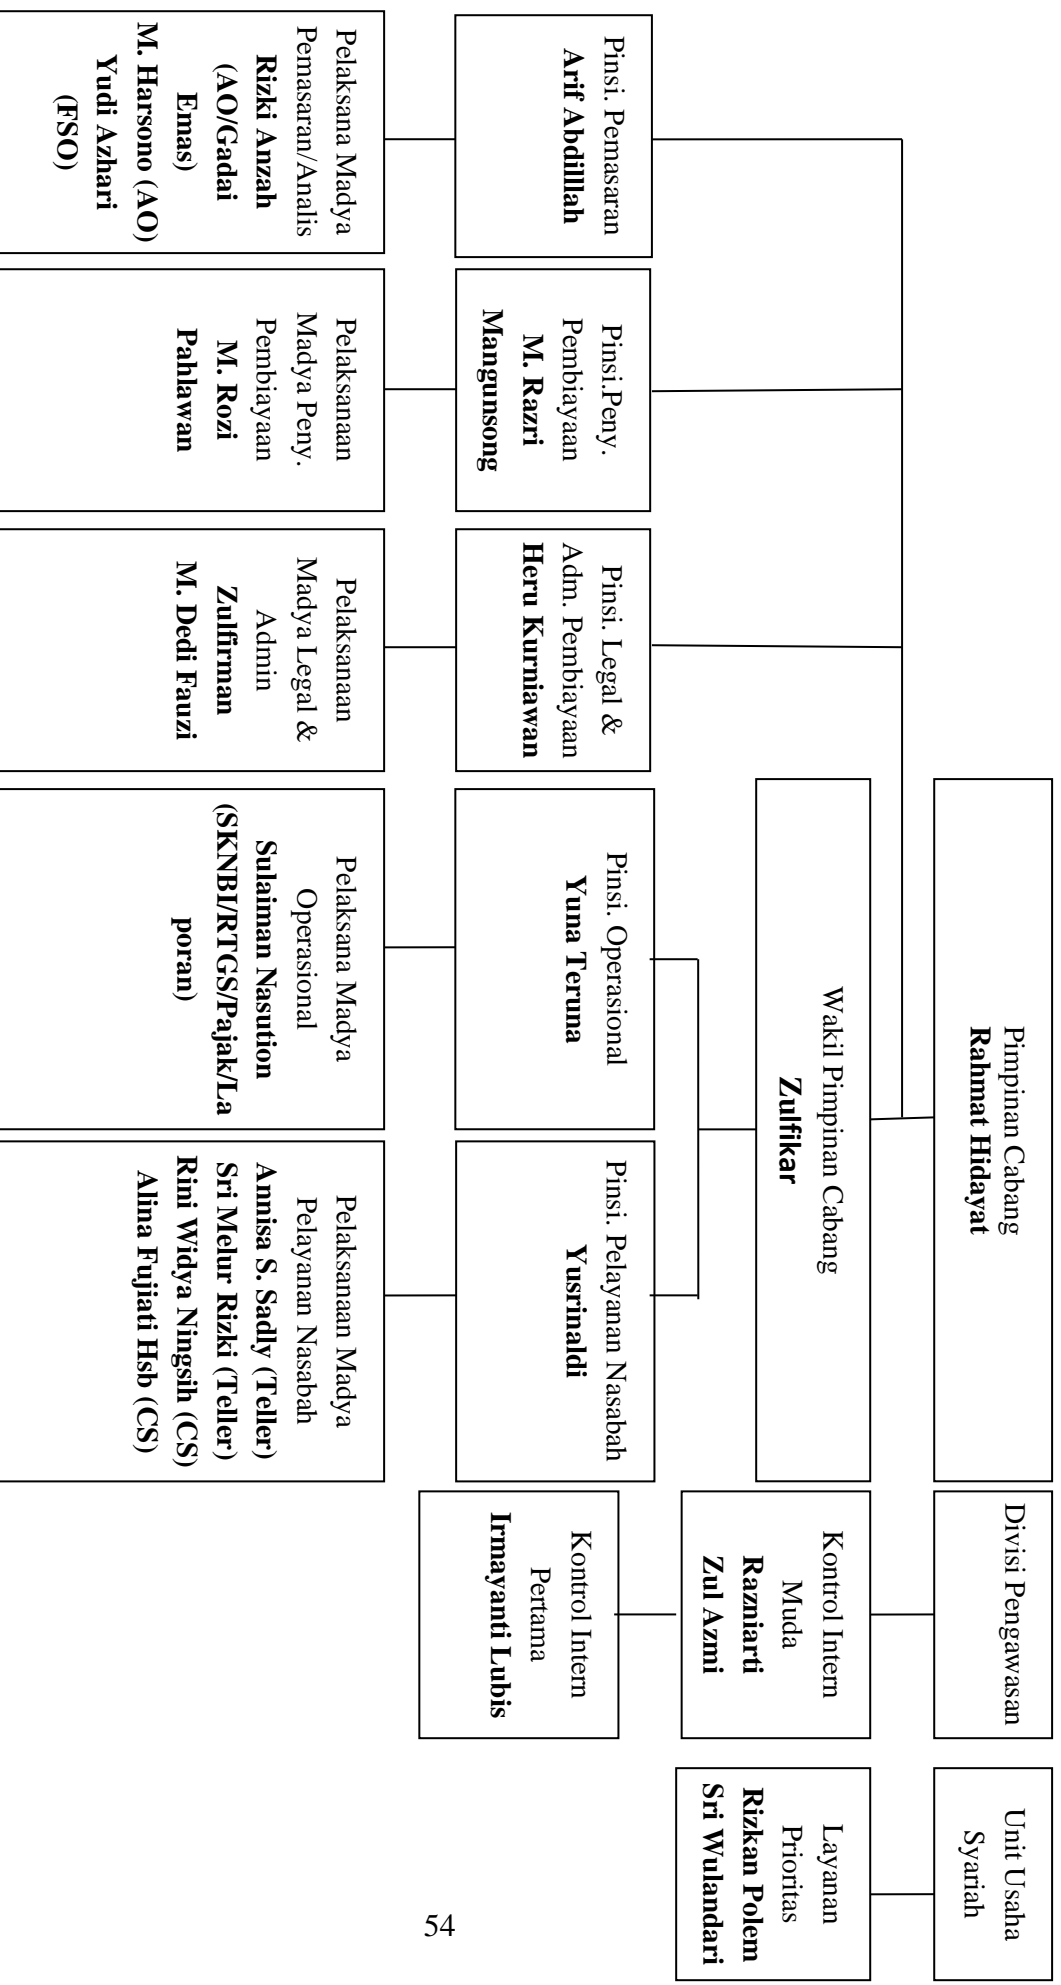 Pimpinan Cabang
Rahmat Hidayat
Divisi Pengawasan
Unit Usaha
Syariah
Wakil Pimpinan Cabang
Zulfikar
Kontrol Intern
Muda
Razniarti
Zul Azmi
Layanan
Prioritas
Rizkan Polem
Sri Wulandari
Pinsi. Pemasaran
Arif Abdilllah
Pinsi.Peny.
Pembiayaan
M. Razri
Mangunsong
Pinsi. Legal &
Adm. Pembiayaan
Heru Kurniawan
Pinsi. Operasional
Yuna Teruna
Pinsi. Pelayanan Nasabah
Yusrinaldi
Kontrol Intern
Pertama
Irmayanti Lubis
Pelaksana Madya
Pemasaran/Analis
Rizki Anzah
(AO/Gadai
Emas)
M. Harsono (AO)
Yudi Azhari
(FSO)
Pelaksanaan
Madya Peny.
Pembiayaan
M. Rozi
Pahlawan
Pelaksanaan
Madya Legal &
Admin
Zulfirman
M. Dedi Fauzi
Pelaksana Madya
Operasional
Sulaiman Nasution
(SKNBI/RTGS/Pajak/La
poran)
Pelaksanaan Madya
Pelayanan Nasabah
Annisa S. Sadly (Teller)
Sri Melur Rizki (Teller)
Rini Widya Ningsih (CS)
Alina Fujiati Hsb (CS)
54